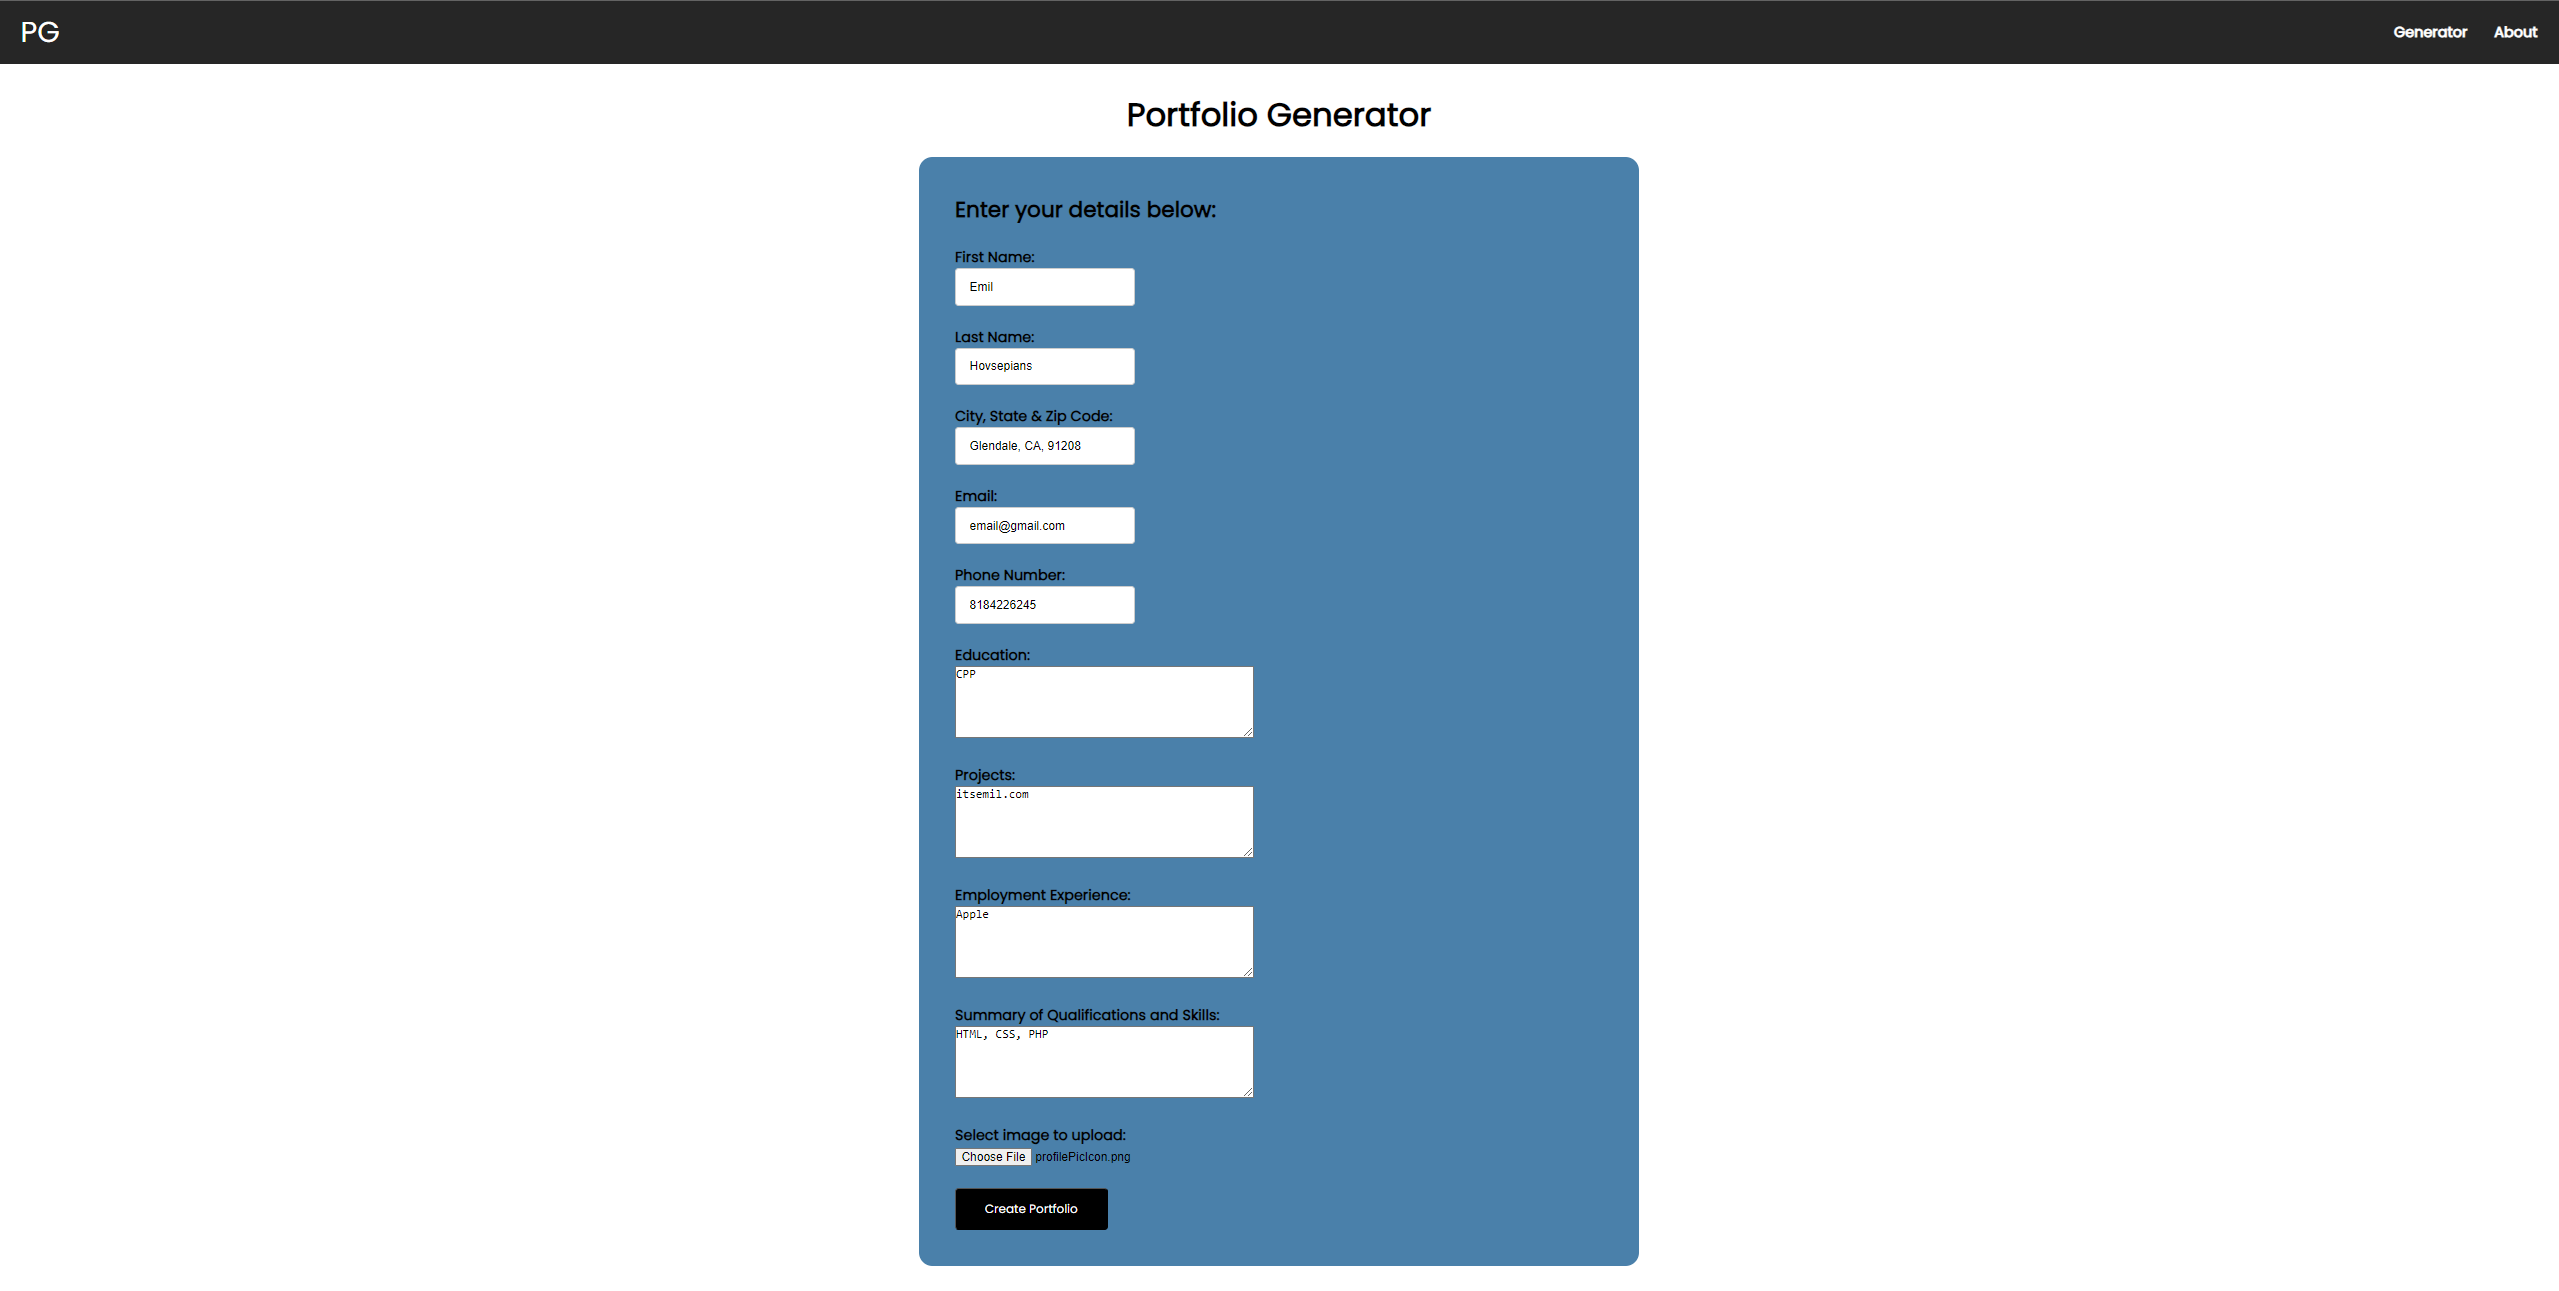 PG
Generator About
Portfolio Generator
Enter your details below:
First Name:
Emil
Last Name:
Hovsepians
City, State & Zip Code:
Glendale, CA, 91208
Email:
email@gmail.com
Phone Number:
8184226245
Education:
CPP
Projects:
itsemil.com
Employment Experience:
Apple
Summary of Qualifications and Skills:
HTML, CSS, PHP
Select image to upload:
Choose File profilePicIcon.png
Create Portfolio